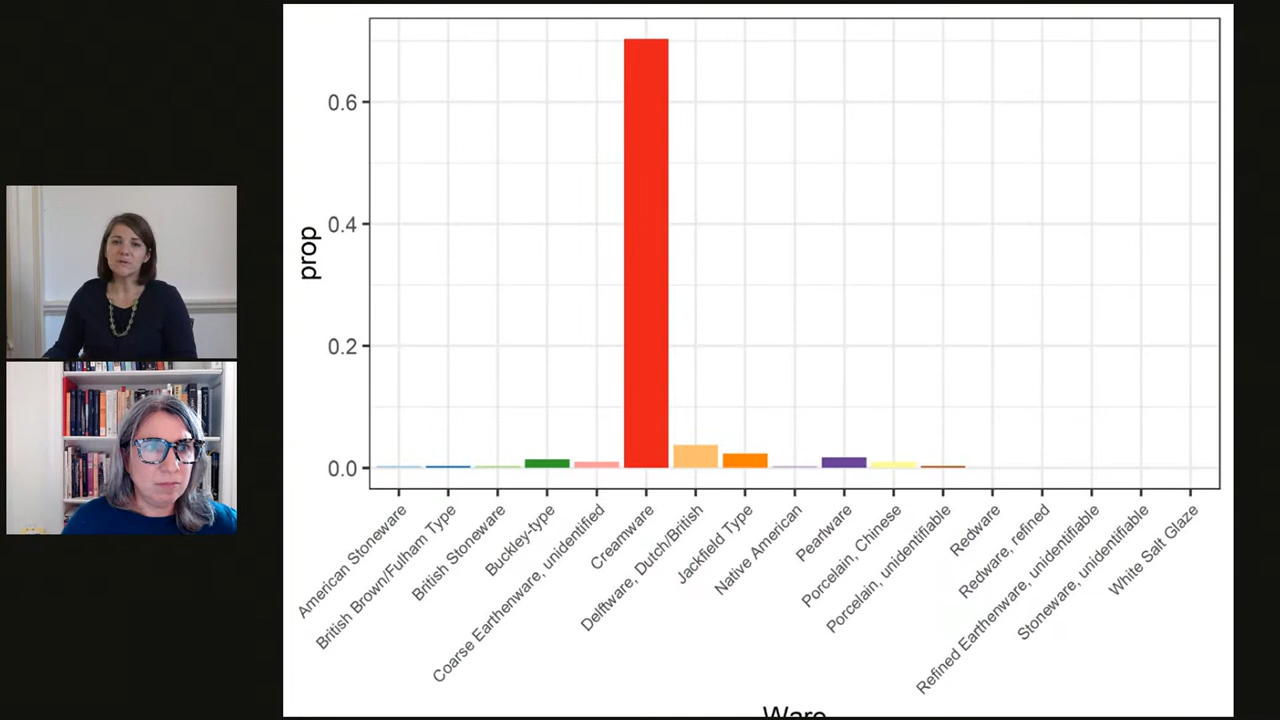 prop
0.6
0.4
0.2
0.0
American Stoneware
British Brown/Fulham Type
British Stoneware
Buckley-type
Coarse Earthenware, unidentified
Creamware
Delftware, Dutch/British
Jackfield Type
Native American
Pearlware
Porcelain, Chinese
Porcelain, unidentifiable
Redware
Redware, refined
Refined Earthenware, unidentifiable
Stoneware, unidentifiable
White Salt Glaze
Ware